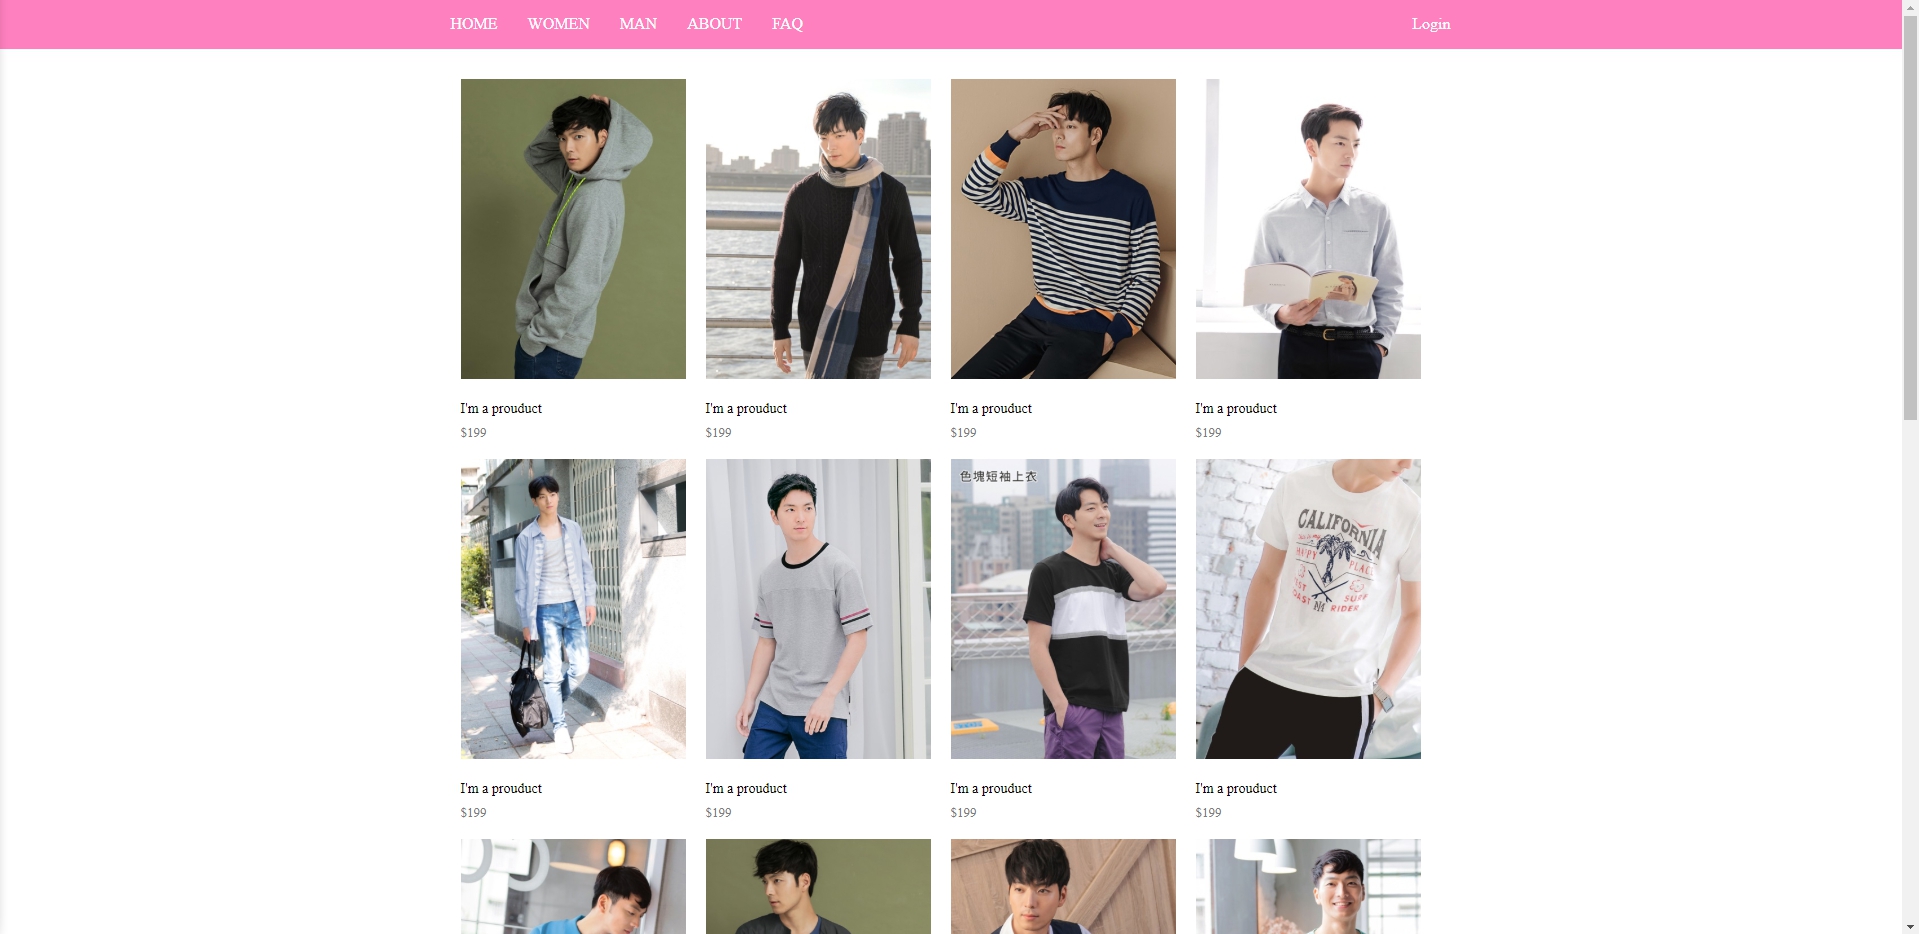 HOME WOMEN MAN ABOUT FAQ Login
I'm a prouduct I'm a prouduct I'm a prouduct I'm a prouduct
$199 $199 $199 $199
色塊短袖上衣
CALIFORNIA
HAPPY PLACE
SURF
RIDER
I'm a prouduct I'm a prouduct I'm a prouduct I'm a prouduct
$199 $199 $199 $199